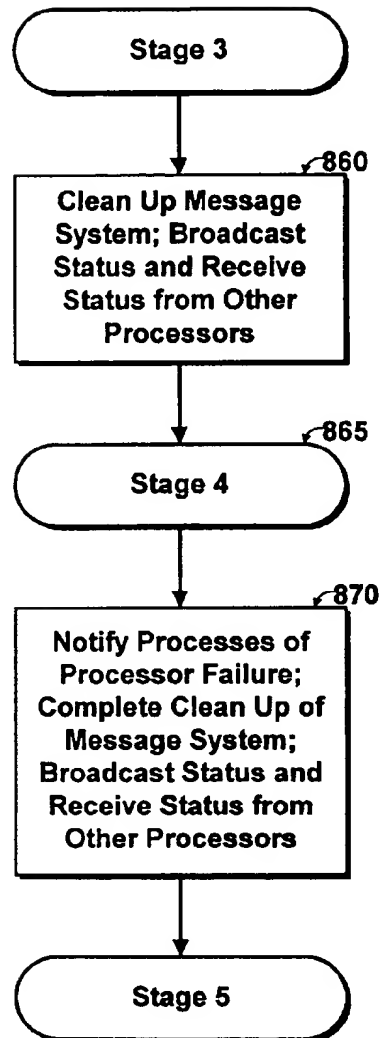 Stage 3
860
Clean Up Message
System; Broadcast
Status and Receive
Status from Other
Processors
865
Stage 4
870
Notify Processes of
Processor Failure;
Complete Clean Up of
Message System;
Broadcast Status and
Receive Status from
Other Processors
Stage 5